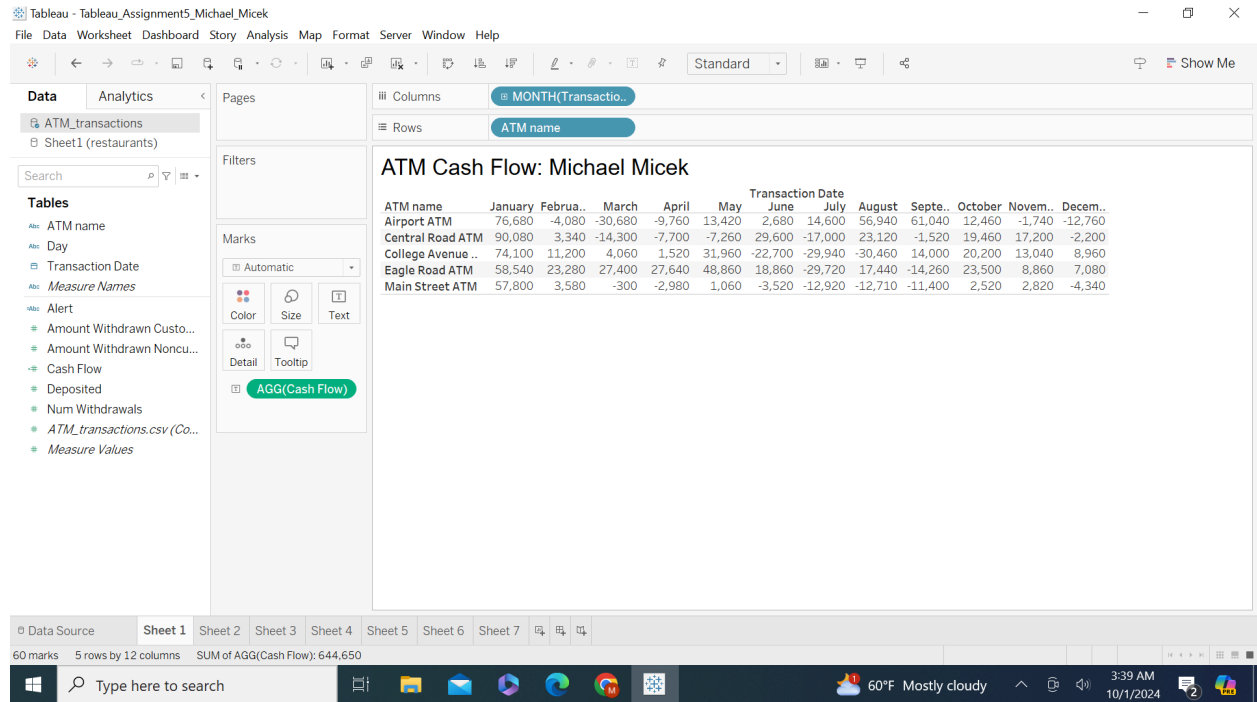 Tableau - Tableau_Assignment5_Michael_Micek
File Data Worksheet Dashboard Story Analysis Map Format Server Window Help
Standard
Show Me
Data Analytics
ATM_transactions
Sheet1 (restaurants)
Search
Tables
Abc ATM name
Abc Day
Transaction Date
Abc Measure Names
=Abc Alert
# Amount Withdrawn Custo...
# Amount Withdrawn Noncu...
=# Cash Flow
# Deposited
# Num Withdrawals
# ATM_transactions.csv (Co...
# Measure Values
Pages
Filters
Marks
Automatic
Color Size Text
Detail Tooltip
AGG(Cash Flow)
Columns MONTH(Transactio..
Rows ATM name
ATM Cash Flow: Michael Micek
Transaction Date
ATM name January Februa.. March April May June July August Septe.. October Novem.. Decem..
Airport ATM 76,680 -4,080 -30,680 -9,760 13,420 2,680 14,600 56,940 61,040 12,460 -1,740 -12,760
Central Road ATM 90,080 3,340 -14,300 -7,700 -7,260 29,600 -17,000 23,120 -1,520 19,460 17,200 -2,200
College Avenue .. 74,100 11,200 4,060 1,520 31,960 -22,700 -29,940 -30,460 14,000 20,200 13,040 8,960
Eagle Road ATM 58,540 23,280 27,400 27,640 48,860 18,860 -29,720 17,440 -14,260 23,500 8,860 7,080
Main Street ATM 57,800 3,580 -300 -2,980 1,060 -3,520 -12,920 -12,710 -11,400 2,520 2,820 -4,340
Data Source Sheet 1 Sheet 2 Sheet 3 Sheet 4 Sheet 5 Sheet 6 Sheet 7
60 marks 5 rows by 12 columns SUM of AGG(Cash Flow): 644,650
Type here to search
M
1
60°F Mostly cloudy
3:39 AM
10/1/2024
2
PRE